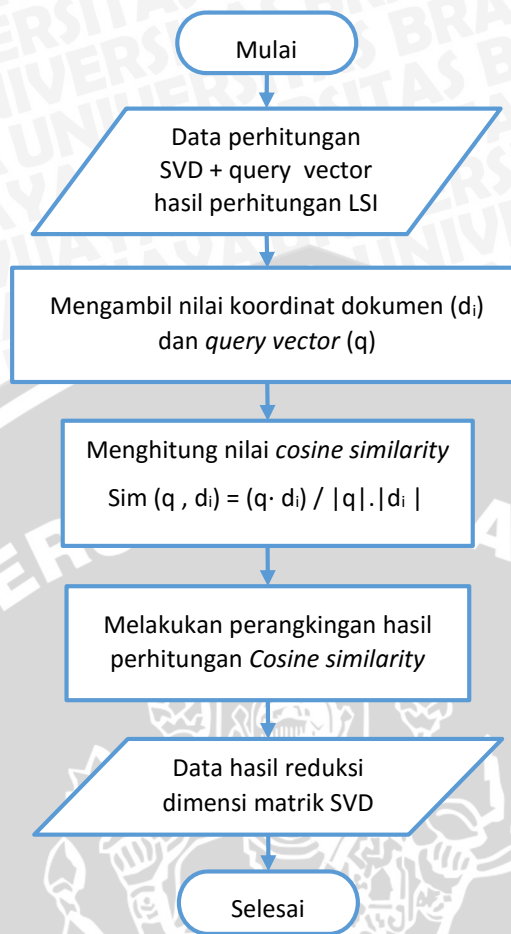 Mulai
Data perhitungan
SVD + query vector
hasil perhitungan LSI
Mengambil nilai koordinat dokumen (dᵢ)
dan query vector (q)
Menghitung nilai cosine similarity
Sim (q , dᵢ) = (q· dᵢ) / |q|.|dᵢ |
Melakukan perangkingan hasil
perhitungan Cosine similarity
Data hasil reduksi
dimensi matrik SVD
Selesai